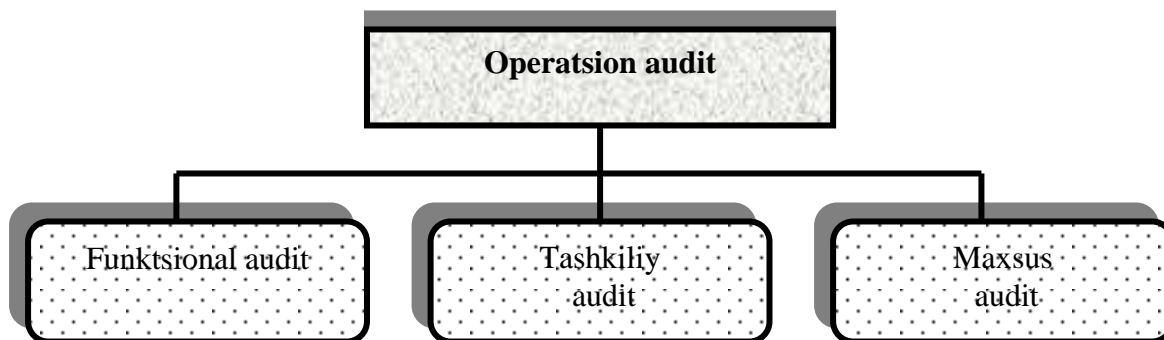 Operatsion audit
Funktsional audit
Tashkiliy
audit
Maxsus
audit